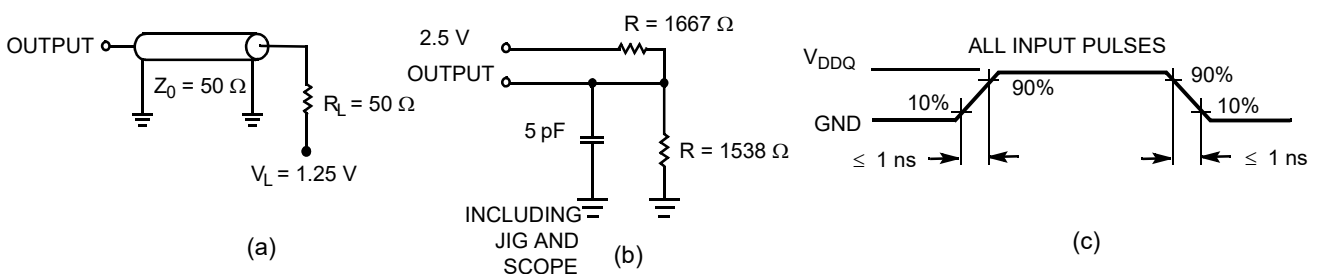 OUTPUT
Z0 = 50 Ω
RL = 50 Ω
VL = 1.25 V
(a)
R = 1667 Ω
2.5 V
OUTPUT
5 pF
R = 1538 Ω
INCLUDING
JIG AND
SCOPE
(b)
ALL INPUT PULSES
VDDQ
GND
10%
90%
90%
10%
≤ 1 ns
≤ 1 ns
(c)